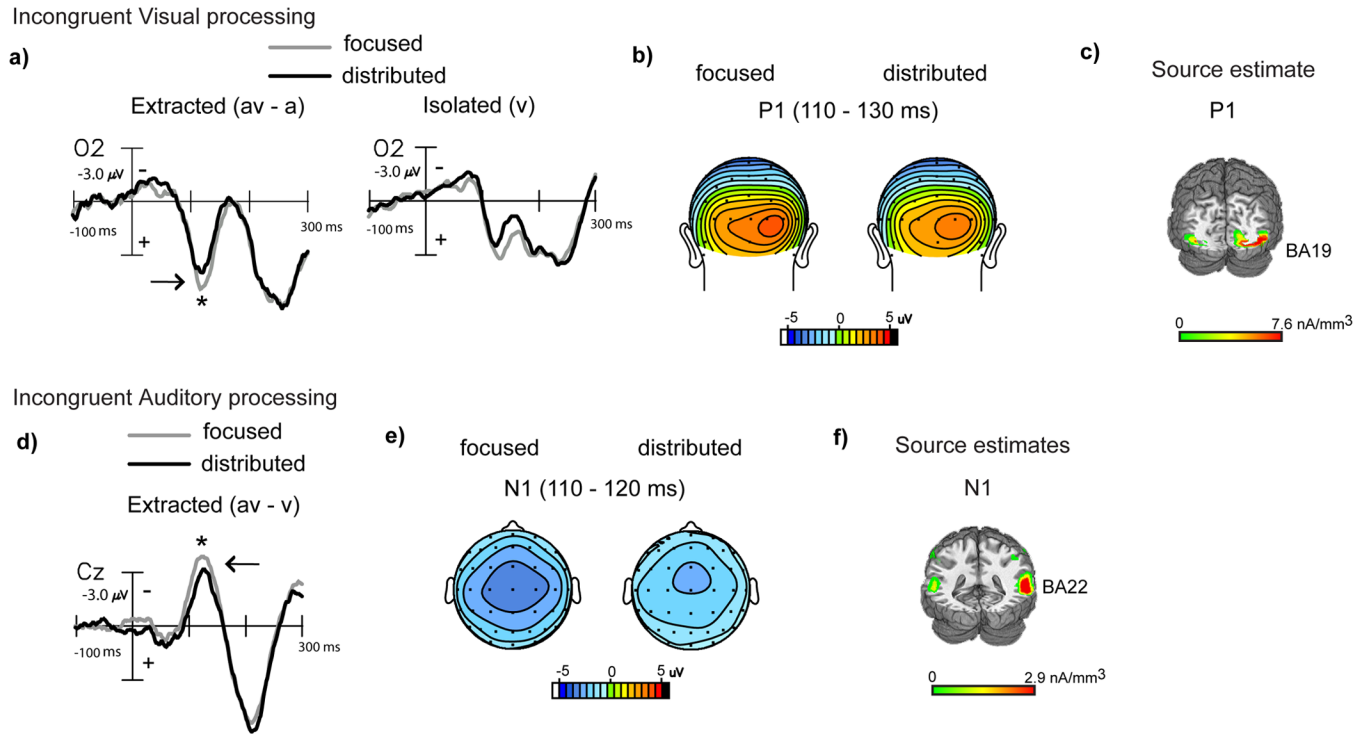 Incongruent Visual processing
a)
focused
distributed
Extracted (av - a)
Isolated (v)
O2
-3.0 µV
-
+
-100 ms
300 ms
*
O2
-3.0 µV
-
+
-100 ms
300 ms
b)
focused
distributed
P1 (110 - 130 ms)
-5
0
5
uV
c)
Source estimate
P1
BA19
0
7.6 nA/mm3
Incongruent Auditory processing
d)
focused
distributed
Extracted (av - v)
*
Cz
-3.0 µV
-
+
-100 ms
300 ms
e)
focused
distributed
N1 (110 - 120 ms)
-5
0
5
uV
f)
Source estimates
N1
BA22
0
2.9 nA/mm3